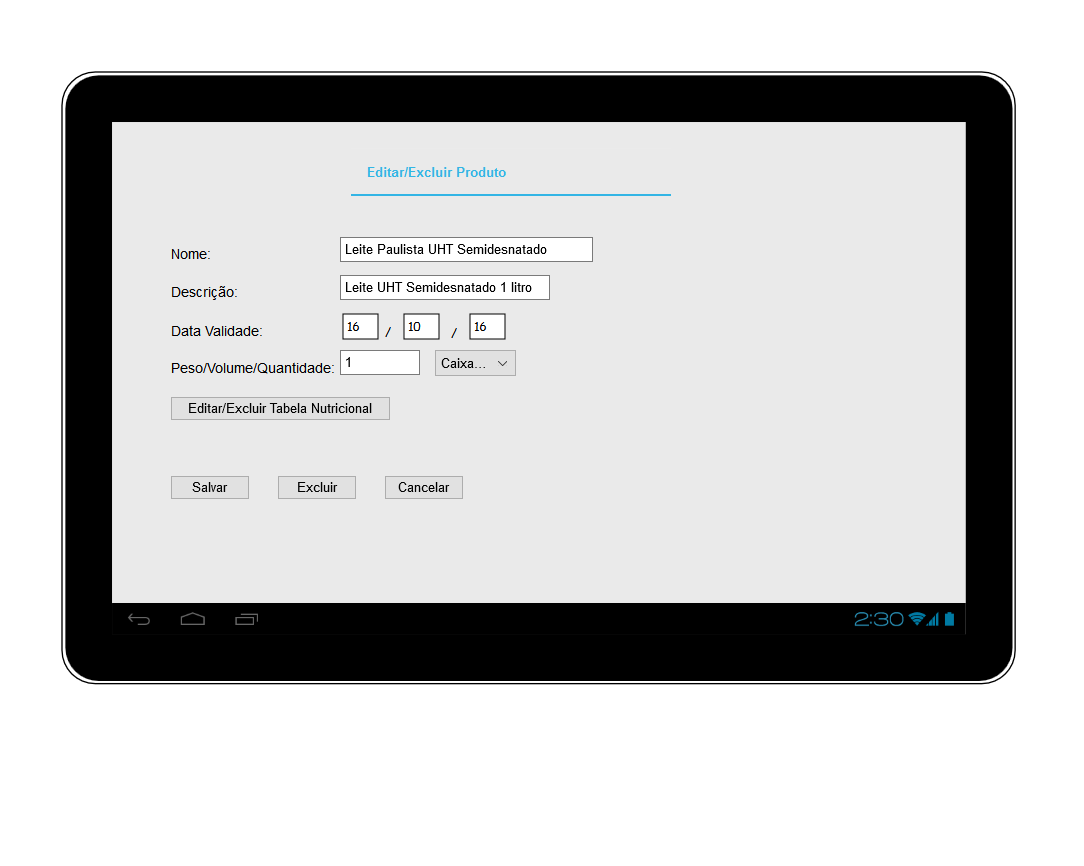 Editar/Excluir Produto
Nome: Leite Paulista UHT Semidesnatado
Descrição: Leite UHT Semidesnatado 1 litro
Data Validade: 16 / 10 / 16
Peso/Volume/Quantidade: 1 Caixa...
Editar/Excluir Tabela Nutricional
Salvar Excluir Cancelar
2:30